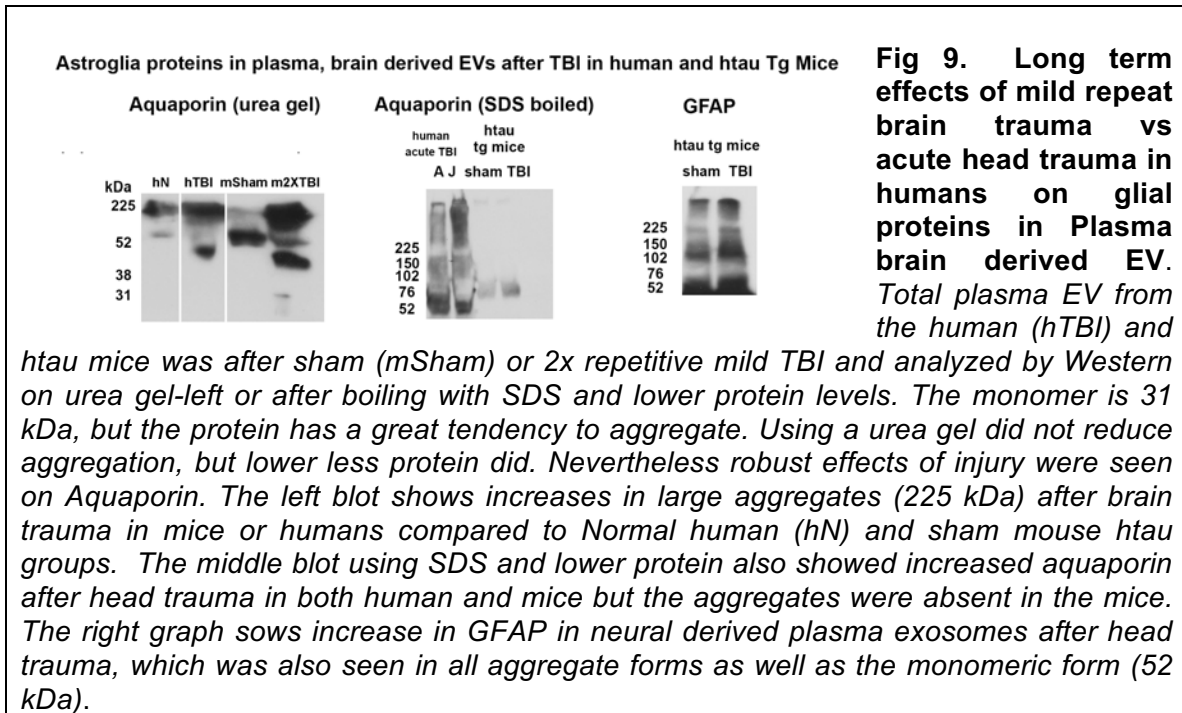 Astroglia proteins in plasma, brain derived EVs after TBI in human and htau Tg Mice
Aquaporin (urea gel)
kDa
hN hTBI mSham m2XTBI
225
52
38
31
Aquaporin (SDS boiled)
human
acute TBI
htau
tg mice
A J sham TBI
225
150
102
76
52
GFAP
htau tg mice
sham TBI
225
150
102
76
52
Fig 9. Long term
effects of mild repeat
brain trauma vs
acute head trauma in
humans on glial
proteins in Plasma
brain derived EV.
Total plasma EV from
the human (hTBI) and
htau mice was after sham (mSham) or 2x repetitive mild TBI and analyzed by Western
on urea gel-left or after boiling with SDS and lower protein levels. The monomer is 31
kDa, but the protein has a great tendency to aggregate. Using a urea gel did not reduce
aggregation, but lower less protein did. Nevertheless robust effects of injury were seen
on Aquaporin. The left blot shows increases in large aggregates (225 kDa) after brain
trauma in mice or humans compared to Normal human (hN) and sham mouse htau
groups. The middle blot using SDS and lower protein also showed increased aquaporin
after head trauma in both human and mice but the aggregates were absent in the mice.
The right graph sows increase in GFAP in neural derived plasma exosomes after head
trauma, which was also seen in all aggregate forms as well as the monomeric form (52
kDa).